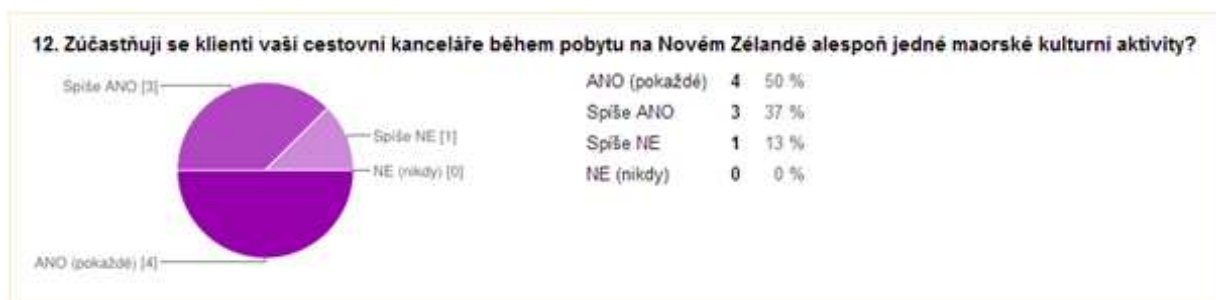 12. Zúčastňují se klienti vaší cestovní kanceláře během pobytu na Novém Zélandě alespoň jedné maorské kulturní aktivity?
Spíše ANO [3]
Spíše NE [1]
NE (nikdy) [0]
ANO (pokaždé) [4]
ANO (pokaždé) 4 50 %
Spíše ANO 3 37 %
Spíše NE 1 13 %
NE (nikdy) 0 0 %